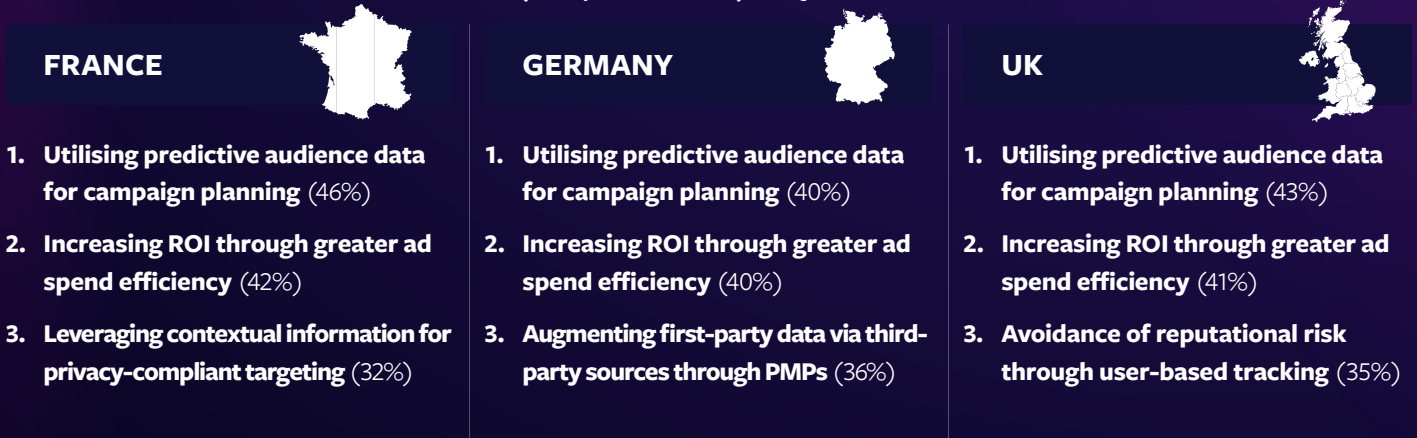 FRANCE
1. Utilising predictive audience data
for campaign planning (46%)
2. Increasing ROI through greater ad
spend efficiency (42%)
3. Leveraging contextual information for
privacy-compliant targeting (32%)
GERMANY
1. Utilising predictive audience data
for campaign planning (40%)
2. Increasing ROI through greater ad
spend efficiency (40%)
3. Augmenting first-party data via third-
party sources through PMPs (36%)
UK
1. Utilising predictive audience data
for campaign planning (43%)
2. Increasing ROI through greater ad
spend efficiency (41%)
3. Avoidance of reputational risk
through user-based tracking (35%)